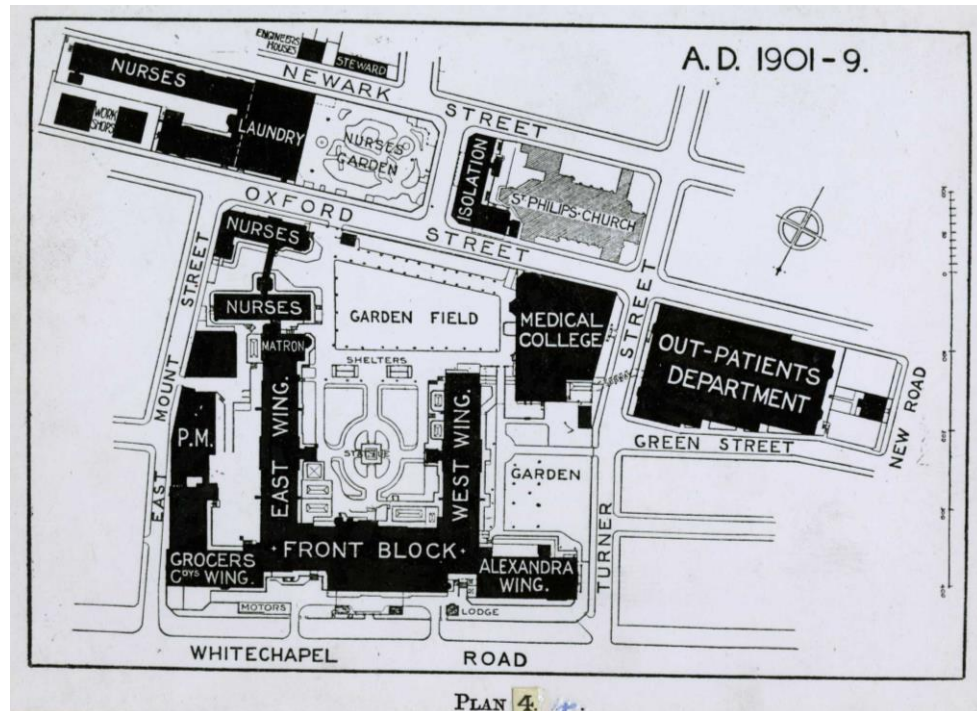 A.D. 1901-9.
ENGINEERS
HOUSES
STEWARD
NEWARK
STREET
NURSES
WORK
SHOPS
LAUNDRY
NURSES
GARDEN
ISOLATION
ST PHILIPS·CHURCH
OXFORD
STREET
NURSES
NURSES
MATRON
GARDEN FIELD
SHELTERS
MEDICAL
COLLEGE
OUT-PATIENTS
DEPARTMENT
TURNER
STREET
GREEN STREET
NEW ROAD
EAST
MOUNT
STREET
P.M.
EAST WING.
STATUE
WEST WING.
GARDEN
GROCERS
COYS WING.
· FRONT BLOCK ·
ALEXANDRA
WING.
MOTORS
LODGE
WHITECHAPEL
ROAD
PLAN 4.